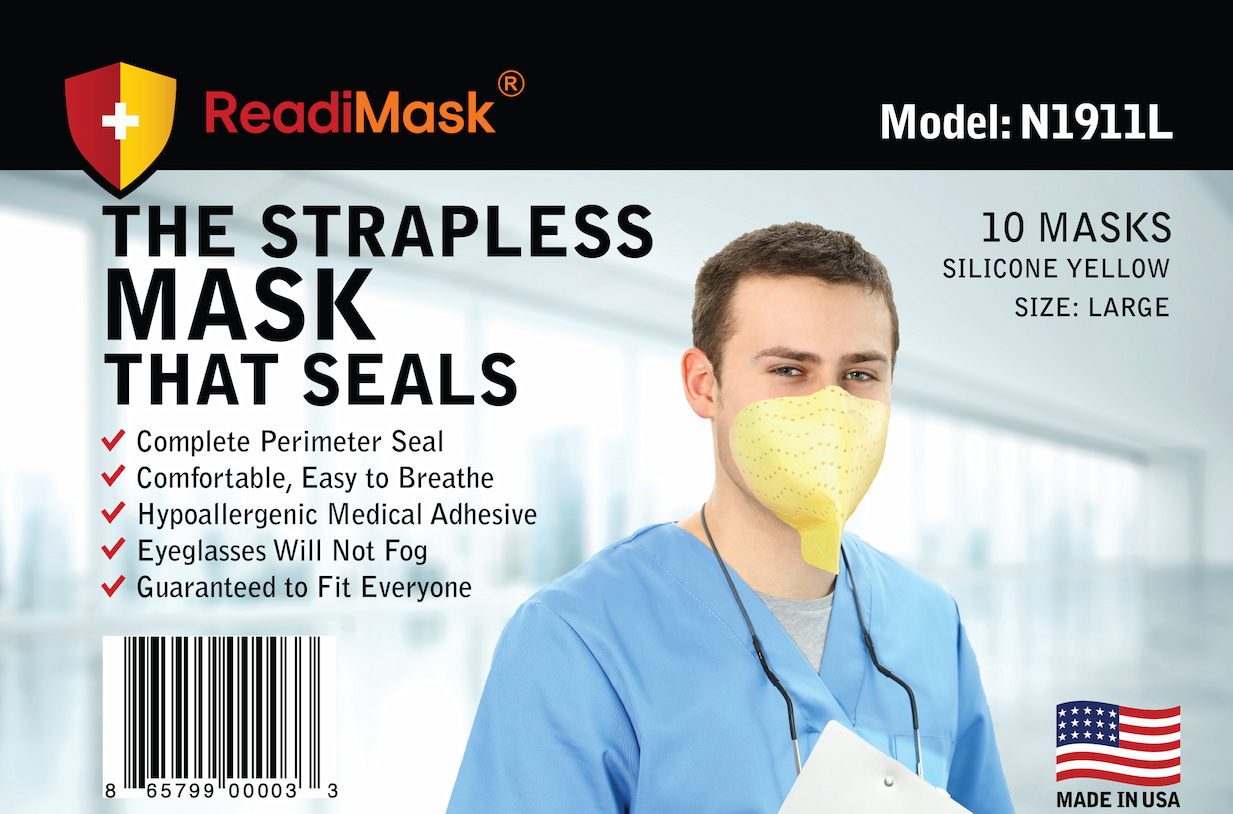 ReadiMask®
Model: N1911L
THE STRAPLESS
MASK
THAT SEALS
Complete Perimeter Seal
Comfortable, Easy to Breathe
Hypoallergenic Medical Adhesive
Eyeglasses Will Not Fog
Guaranteed to Fit Everyone
10 MASKS
SILICONE YELLOW
SIZE: LARGE
8 65799 00003 3
MADE IN USA